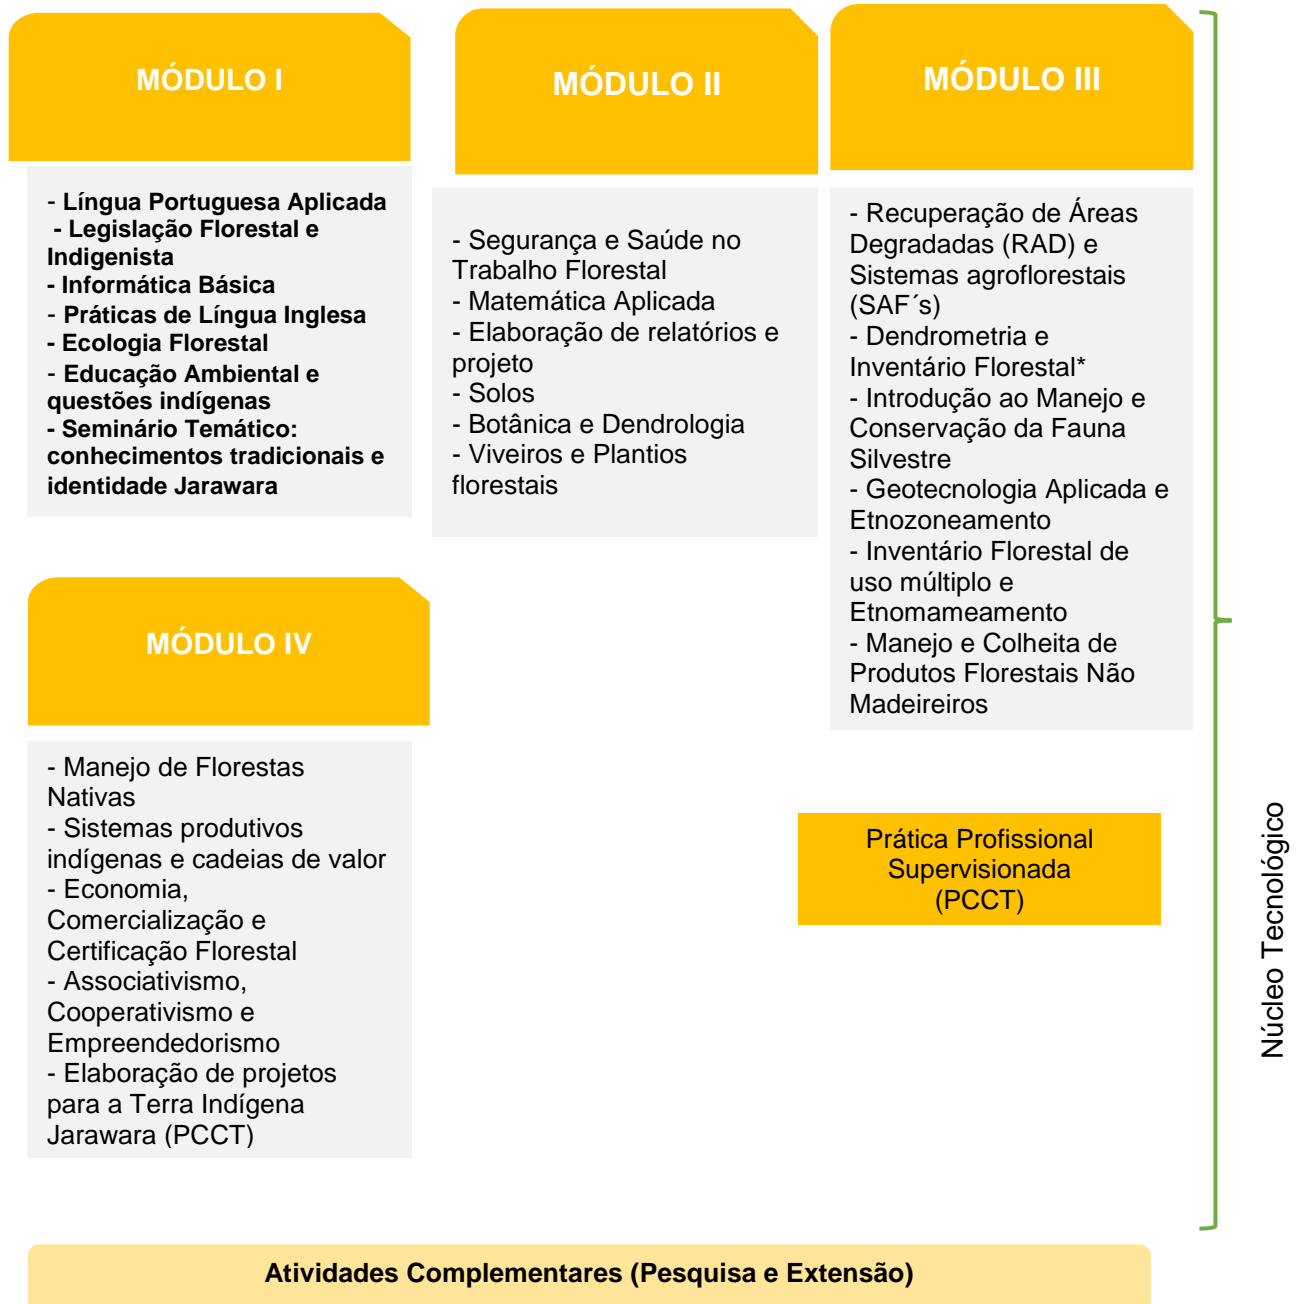 MÓDULO I
- Língua Portuguesa Aplicada
- Legislação Florestal e
Indigenista
- Informática Básica
- Práticas de Língua Inglesa
- Ecologia Florestal
- Educação Ambiental e
questões indígenas
- Seminário Temático:
conhecimentos tradicionais e
identidade Jarawara
MÓDULO II
- Segurança e Saúde no
Trabalho Florestal
- Matemática Aplicada
- Elaboração de relatórios e
projeto
- Solos
- Botânica e Dendrologia
- Viveiros e Plantios
florestais
MÓDULO III
- Recuperação de Áreas
Degradadas (RAD) e
Sistemas agroflorestais
(SAF´s)
- Dendrometria e
Inventário Florestal*
- Introdução ao Manejo e
Conservação da Fauna
Silvestre
- Geotecnologia Aplicada e
Etnozoneamento
- Inventário Florestal de
uso múltiplo e
Etnomameamento
- Manejo e Colheita de
Produtos Florestais Não
Madeireiros
MÓDULO IV
- Manejo de Florestas
Nativas
- Sistemas produtivos
indígenas e cadeias de valor
- Economia,
Comercialização e
Certificação Florestal
- Associativismo,
Cooperativismo e
Empreendedorismo
- Elaboração de projetos
para a Terra Indígena
Jarawara (PCCT)
Prática Profissional
Supervisionada
(PCCT)
Núcleo Tecnológico
Atividades Complementares (Pesquisa e Extensão)